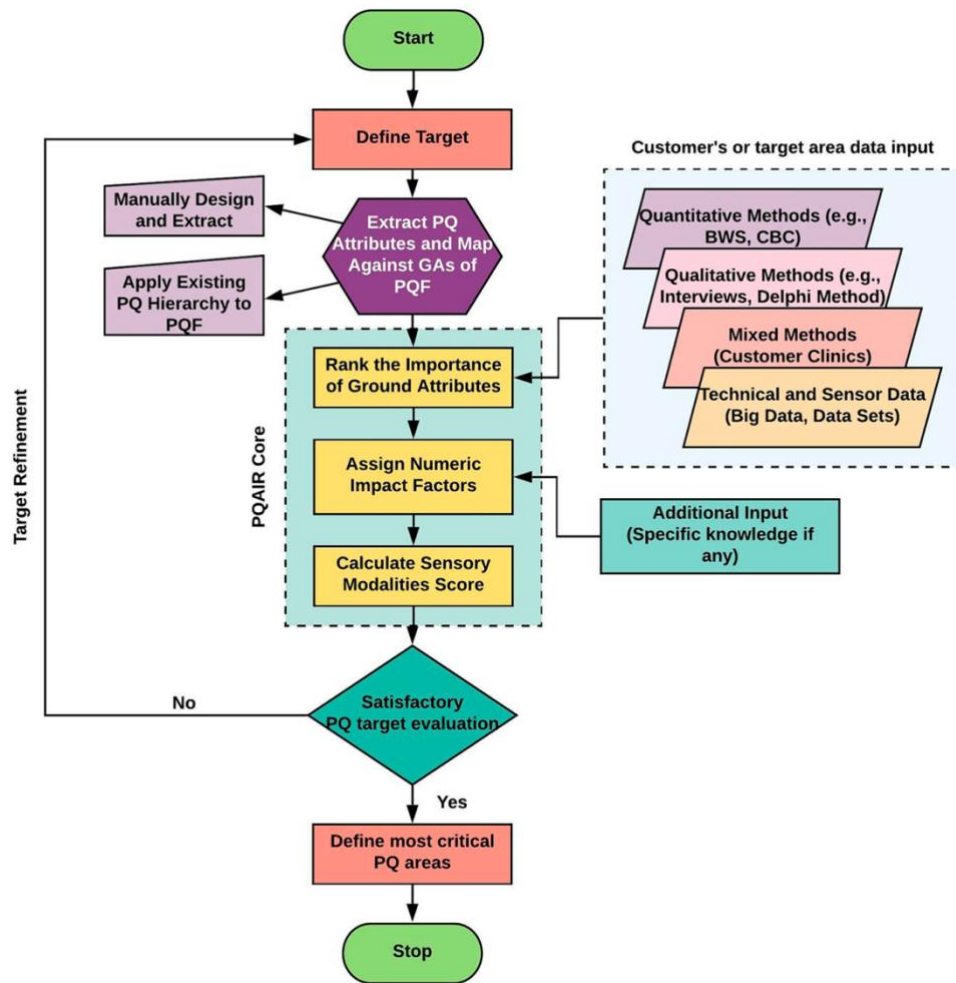 Start
Define Target
Customer's or target area data input
Manually Design
and Extract
Extract PQ
Attributes and Map
Against GAs of
PQF
Apply Existing
PQ Hierarchy to
PQF
Quantitative Methods (e.g.,
BWS, CBC)
Qualitative Methods (e.g.,
Interviews, Delphi Method)
Mixed Methods
(Customer Clinics)
Technical and Sensor Data
(Big Data, Data Sets)
Target Refinement
PQAIR Core
Rank the Importance
of Ground Attributes
Assign Numeric
Impact Factors
Additional Input
(Specific knowledge if
any)
Calculate Sensory
Modalities Score
Satisfactory
PQ target evaluation
No
Yes
Define most critical
PQ areas
Stop